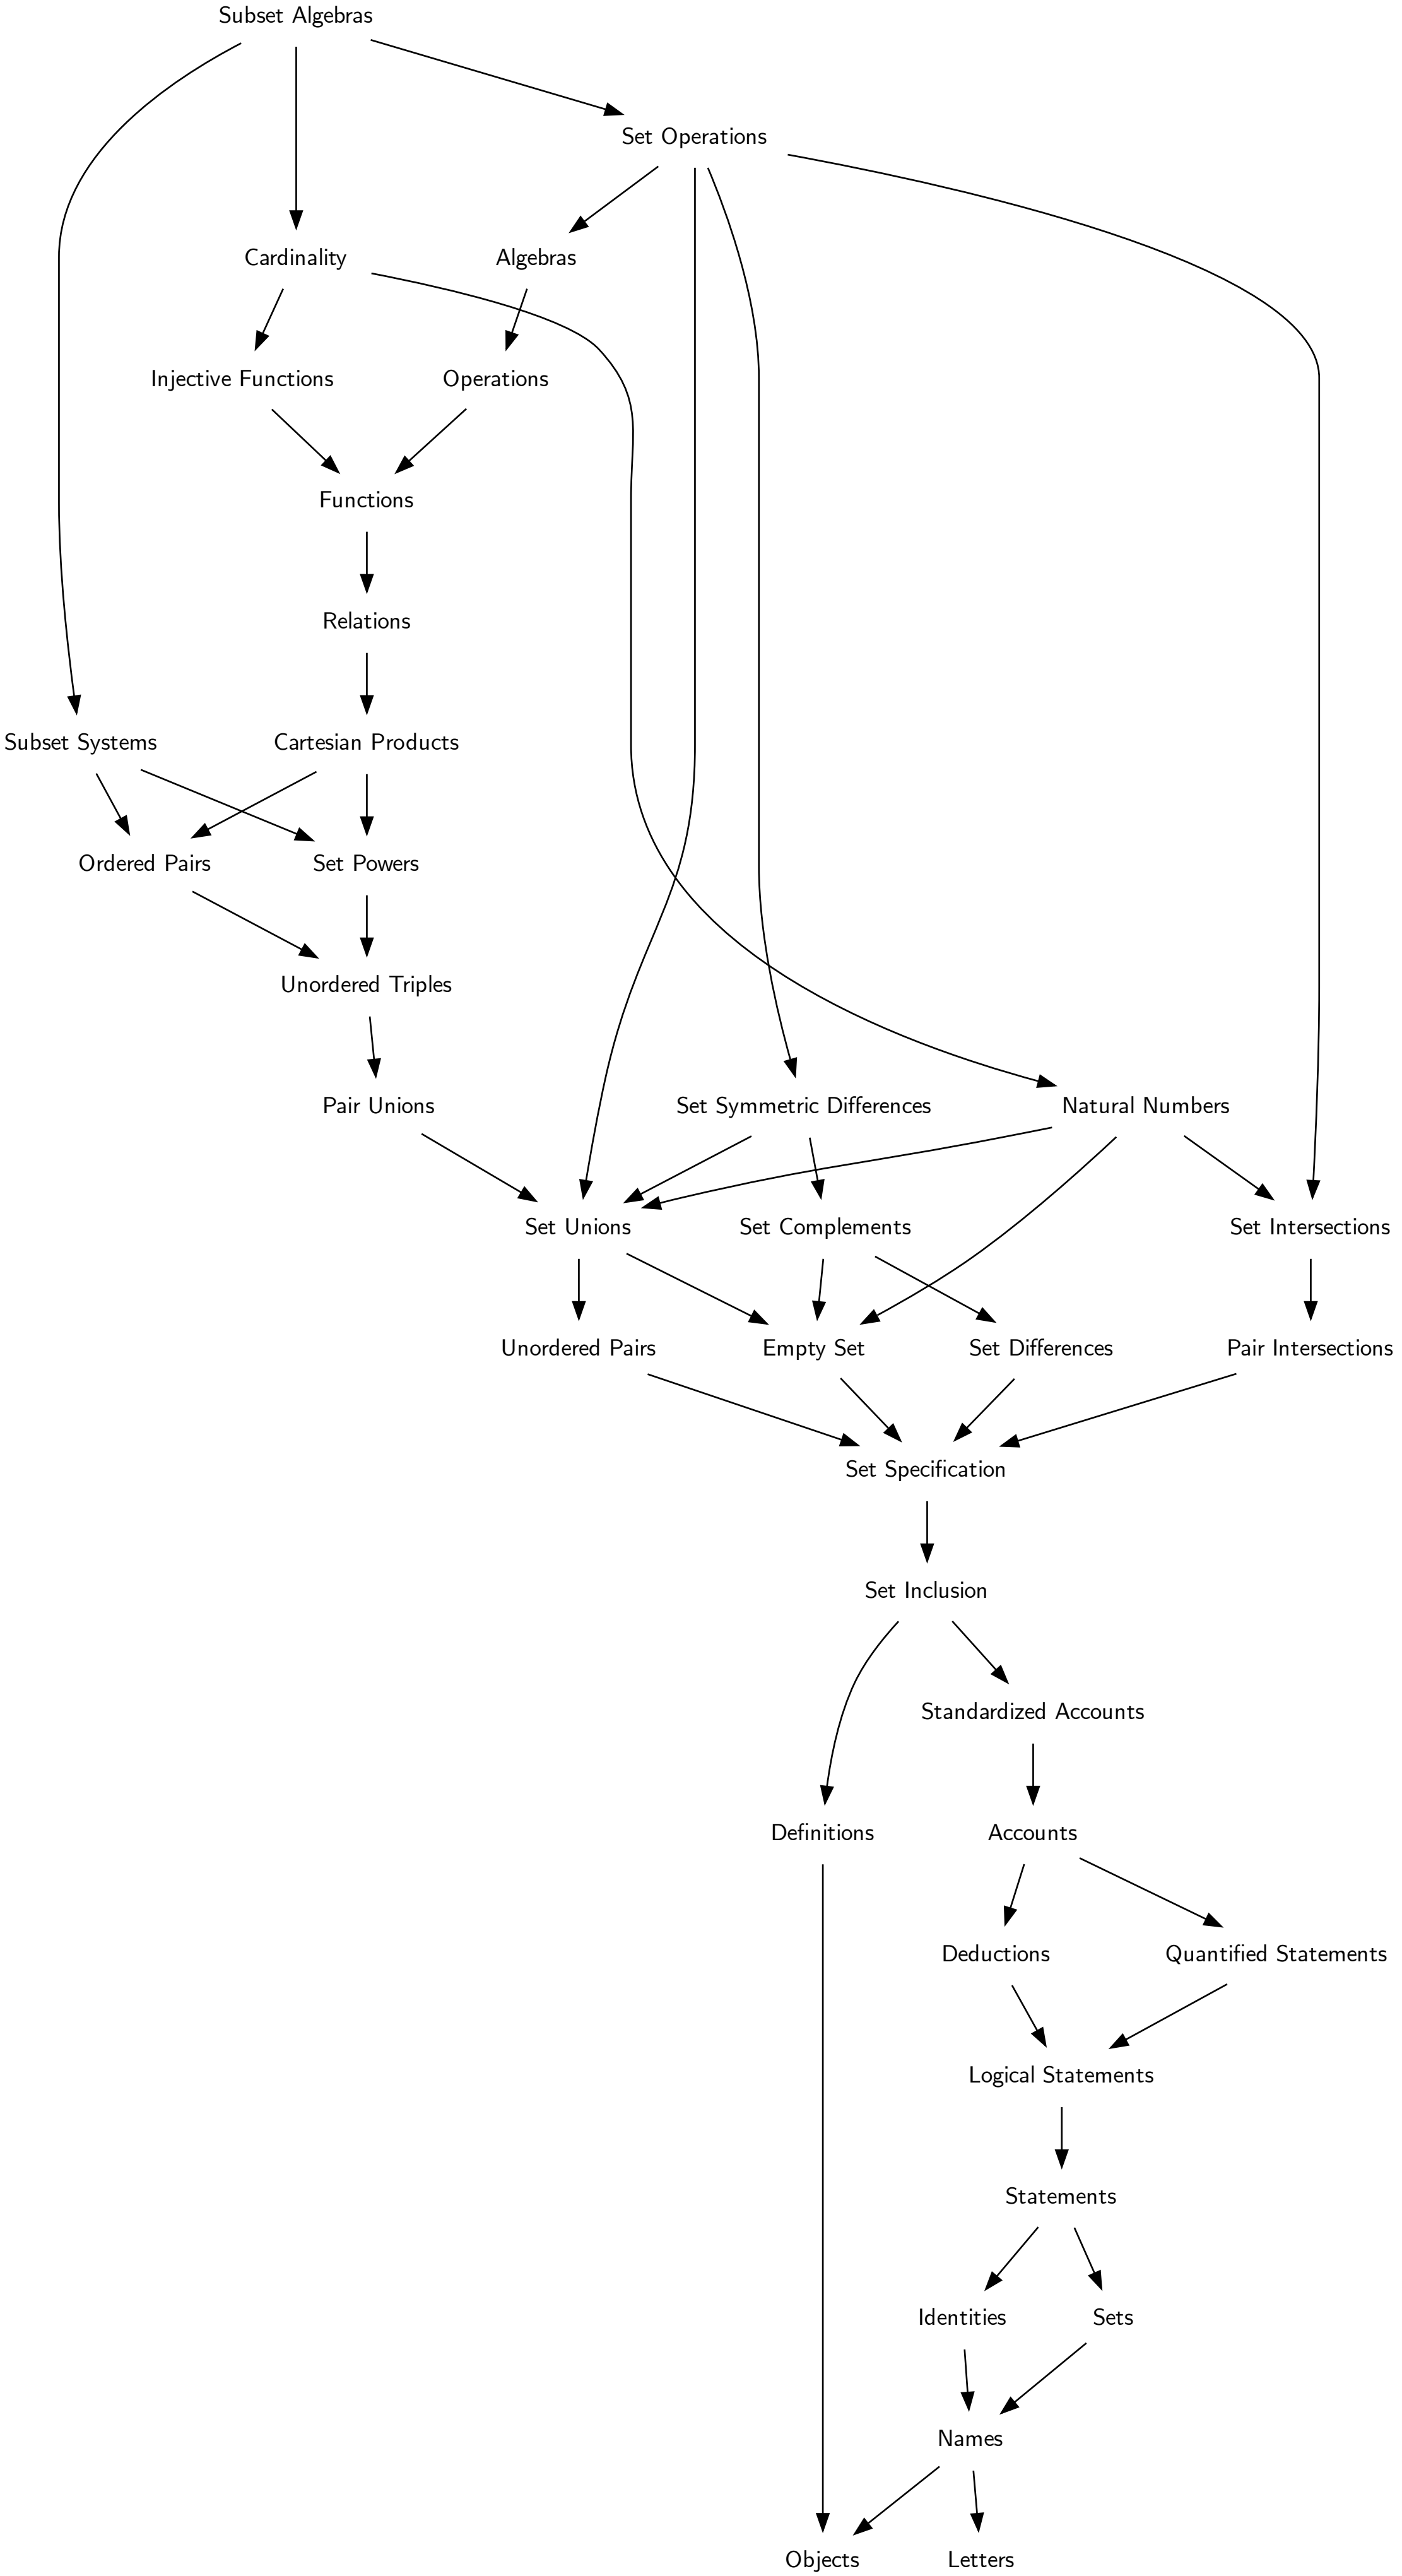 Subset Algebras
Set Operations
Cardinality
Algebras
Injective Functions
Operations
Functions
Relations
Subset Systems
Cartesian Products
Ordered Pairs
Set Powers
Unordered Triples
Pair Unions
Set Symmetric Differences
Natural Numbers
Set Unions
Set Complements
Set Intersections
Unordered Pairs
Empty Set
Set Differences
Pair Intersections
Set Specification
Set Inclusion
Standardized Accounts
Definitions
Accounts
Deductions
Quantified Statements
Logical Statements
Statements
Identities
Sets
Names
Objects
Letters